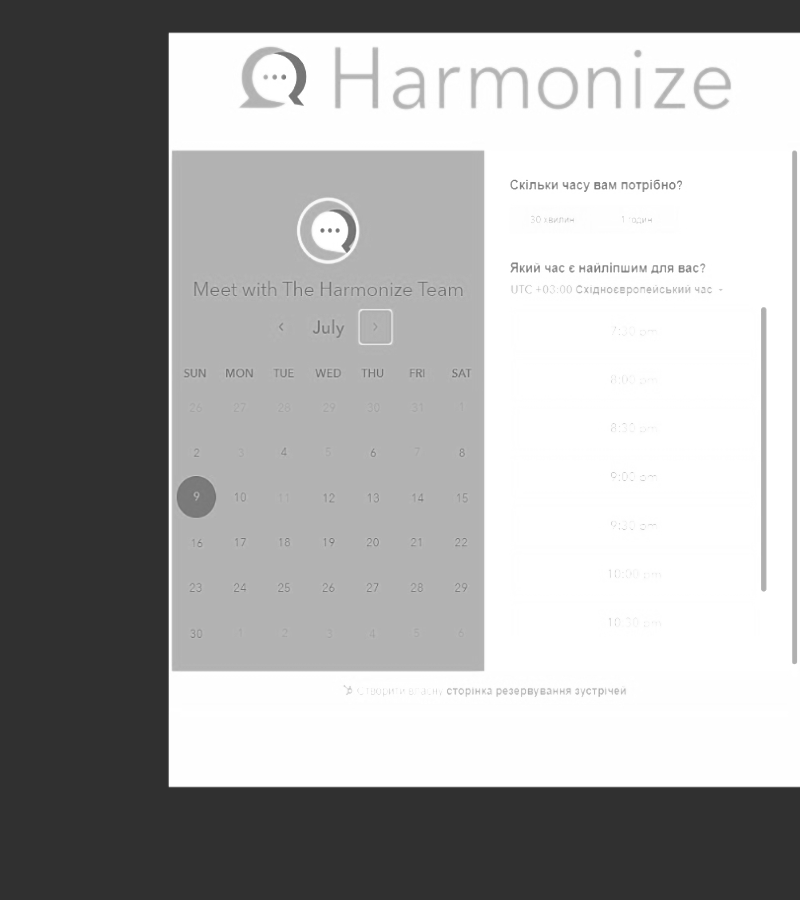 Harmonize
Meet with The Harmonize Team
July
SUN MON TUE WED THU FRI SAT
26 27 28 29 30 31 1
2 3 4 5 6 7 8
9 10 11 12 13 14 15
16 17 18 19 20 21 22
23 24 25 26 27 28 29
30 1 2 3 4 5 6
Скільки часу вам потрібно?
30 хвилин 1 годин
Який час є найліпшим для вас?
UTC +03:00 Східноєвропейський час
7:30 pm
8:00 pm
8:30 pm
9:00 pm
9:30 pm
10:00 pm
10:30 pm
Створити власну сторінка резервування зустрічей